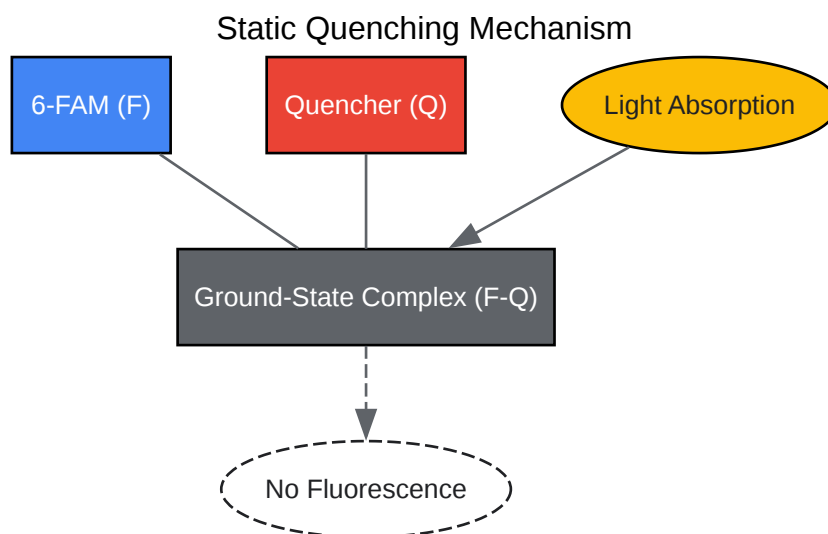 Static Quenching Mechanism
6-FAM (F)
Quencher (Q)
Light Absorption
Ground-State Complex (F-Q)
No Fluorescence